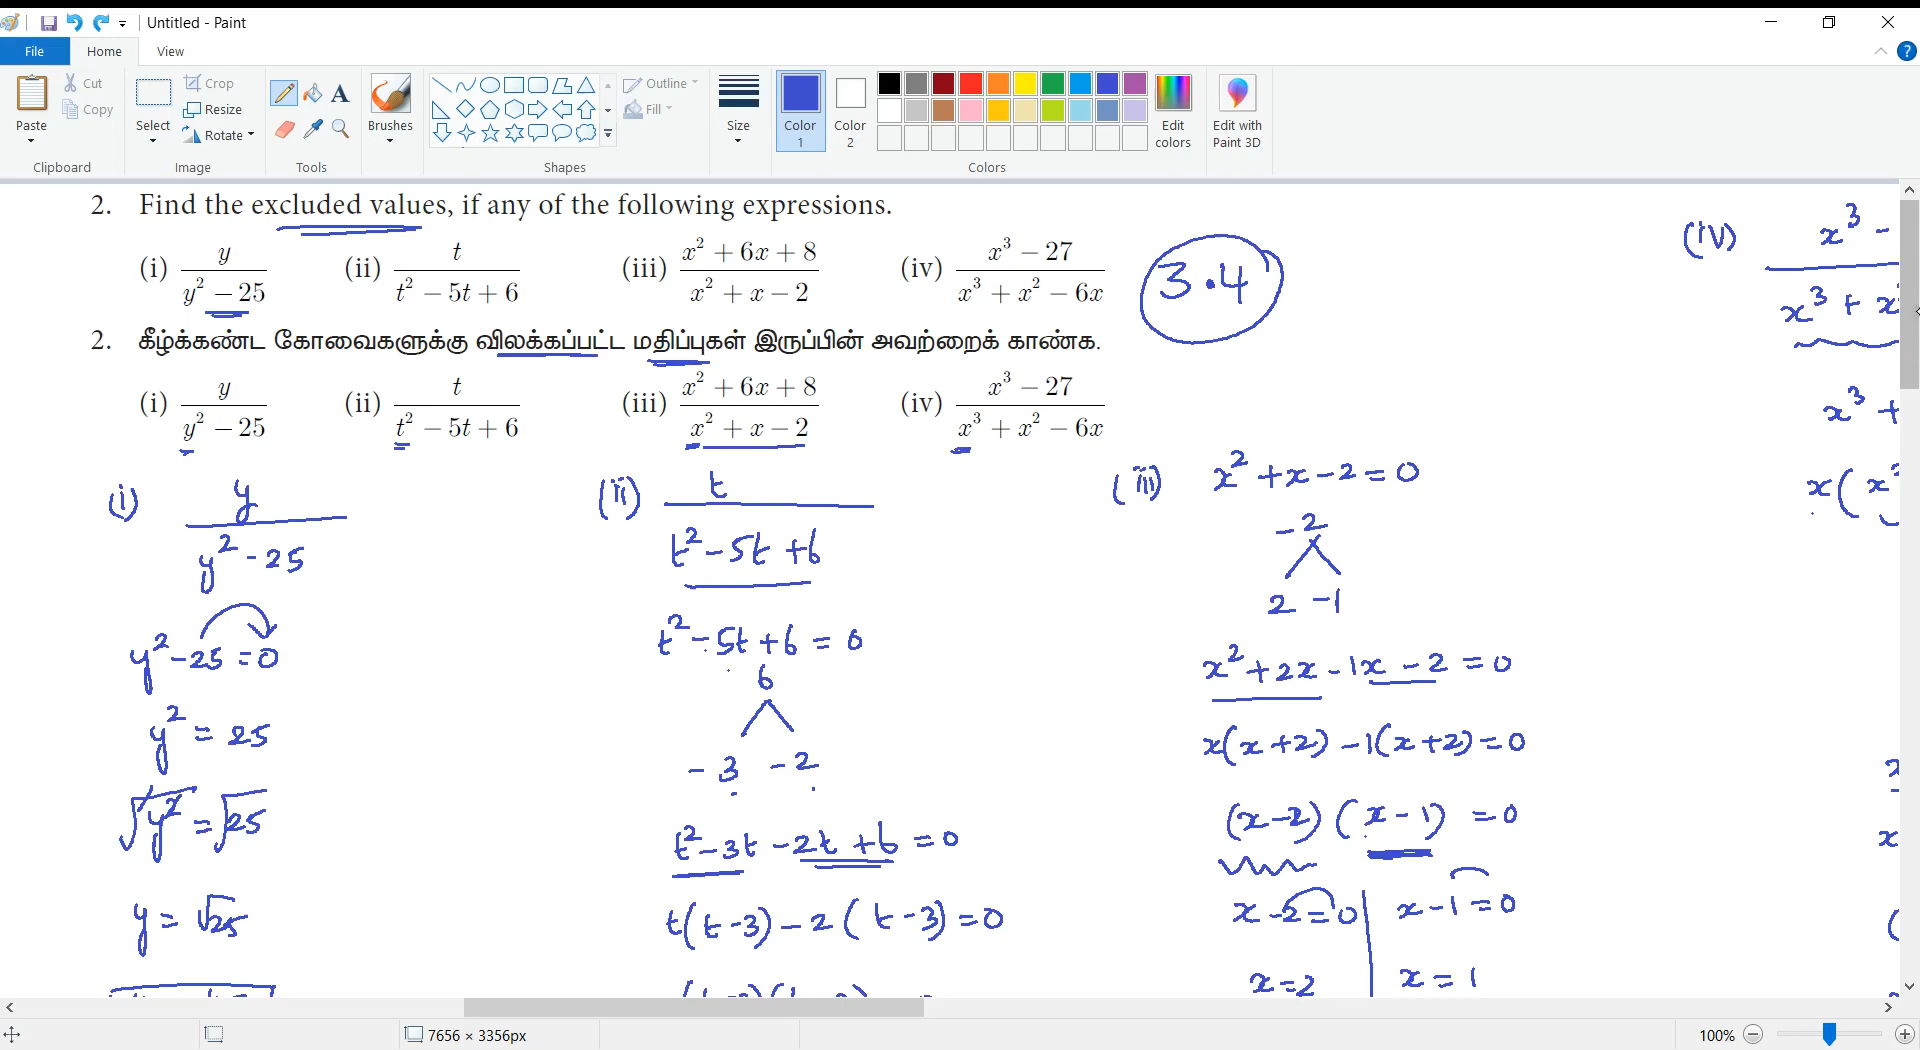 Untitled - Paint
File Home View
Paste Cut Copy Clipboard
Select Crop Resize Rotate Image
Tools
Brushes
Outline Fill Shapes
Size
Color 1 Color 2 Edit colors Colors
Edit with Paint 3D
2. Find the excluded values, if any of the following expressions.
(i) y / y² − 25 (ii) t / t² − 5t + 6 (iii) x² + 6x + 8 / x² + x − 2 (iv) x³ − 27 / x³ + x² − 6x
3.4
2. கீழ்க்கண்ட கோவைகளுக்கு விலக்கப்பட்ட மதிப்புகள் இருப்பின் அவற்றைக் காண்க.
(i) y / y² − 25 (ii) t / t² − 5t + 6 (iii) x² + 6x + 8 / x² + x − 2 (iv) x³ − 27 / x³ + x² − 6x
(i) y
y² - 25
y² - 25 = 0
y² = 25
√y² = √25
y = √25
(ii) t
t² - 5t + 6
t² - 5t + 6 = 0
6
-3 -2
t² - 3t - 2t + 6 = 0
t(t-3) - 2(t-3) = 0
(iii) x² + x - 2 = 0
-2
2 -1
x² + 2x - 1x - 2 = 0
x(x+2) - 1(x+2) = 0
(x-2)(x-1) = 0
x-2=0 x-1=0
x=2 x=1
(iv) x³ -
x³ + x
x³ +
x(x²
7656 × 3356px
100%